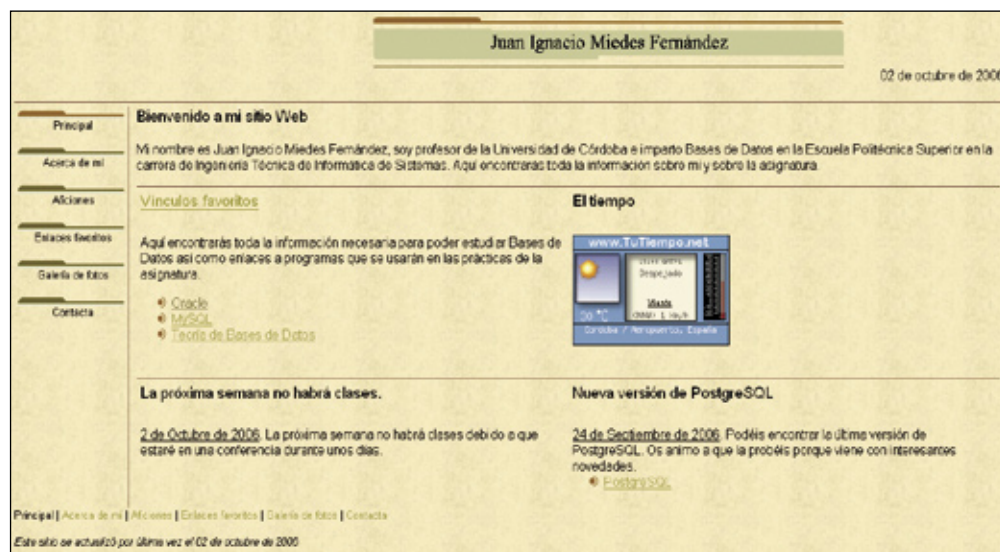 Juan Ignacio Miedes Fernández
02 de octubre de 2006
Principal
Acerca de mí
Aficiones
Enlaces favoritos
Galería de fotos
Contacta
Bienvenido a mi sitio Web
Mi nombre es Juan Ignacio Miedes Fernández, soy profesor de la Universidad de Córdoba e imparto Bases de Datos en la Escuela Politécnica Superior en la
carrera de Ingeniería Técnica de Informática de Sistemas. Aquí encontrarás toda la información sobre mi y sobre la asignatura.
Vínculos favoritos
Aquí encontrarás toda la información necesaria para poder estudiar Bases de
Datos así como enlaces a programas que se usarán en las prácticas de la
asignatura.
Oracle
MySQL
Teoría de Bases de Datos
El tiempo
www.TuTiempo.net
Despejado
Viento
Cordoba / Aeropuerto, España
La próxima semana no habrá clases.
2 de Octubre de 2006. La próxima semana no habrá clases debido a que
estaré en una conferencia durante unos días.
Nueva versión de PostgreSQL
24 de Septiembre de 2006. Podéis encontrar la última versión de
PostgreSQL. Os animo a que la probéis porque viene con interesantes
novedades.
PostgreSQL
Principal | Acerca de mí | Aficiones | Enlaces favoritos | Galería de fotos | Contacta
Este sitio se actualizó por última vez el 02 de octubre de 2006